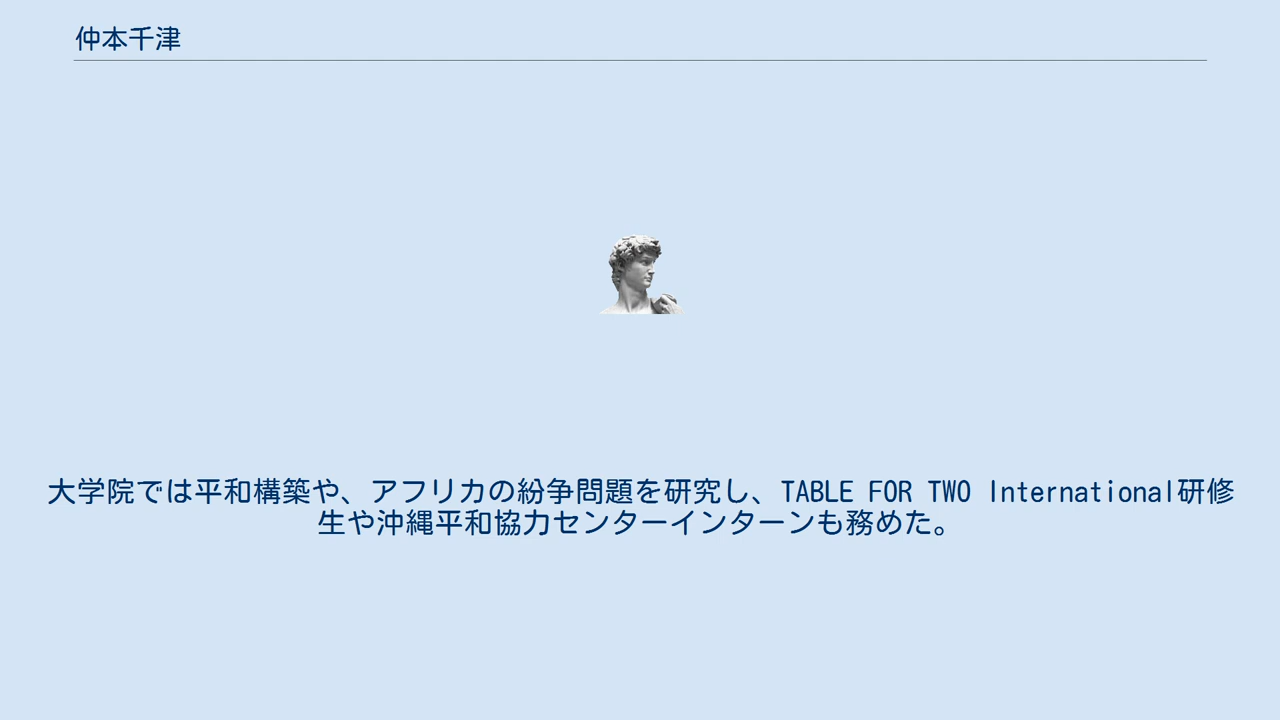 仲本千津
大学院では平和構築や、アフリカの紛争問題を研究し、TABLE FOR TWO International研修
生や沖縄平和協力センターインターンも務めた。